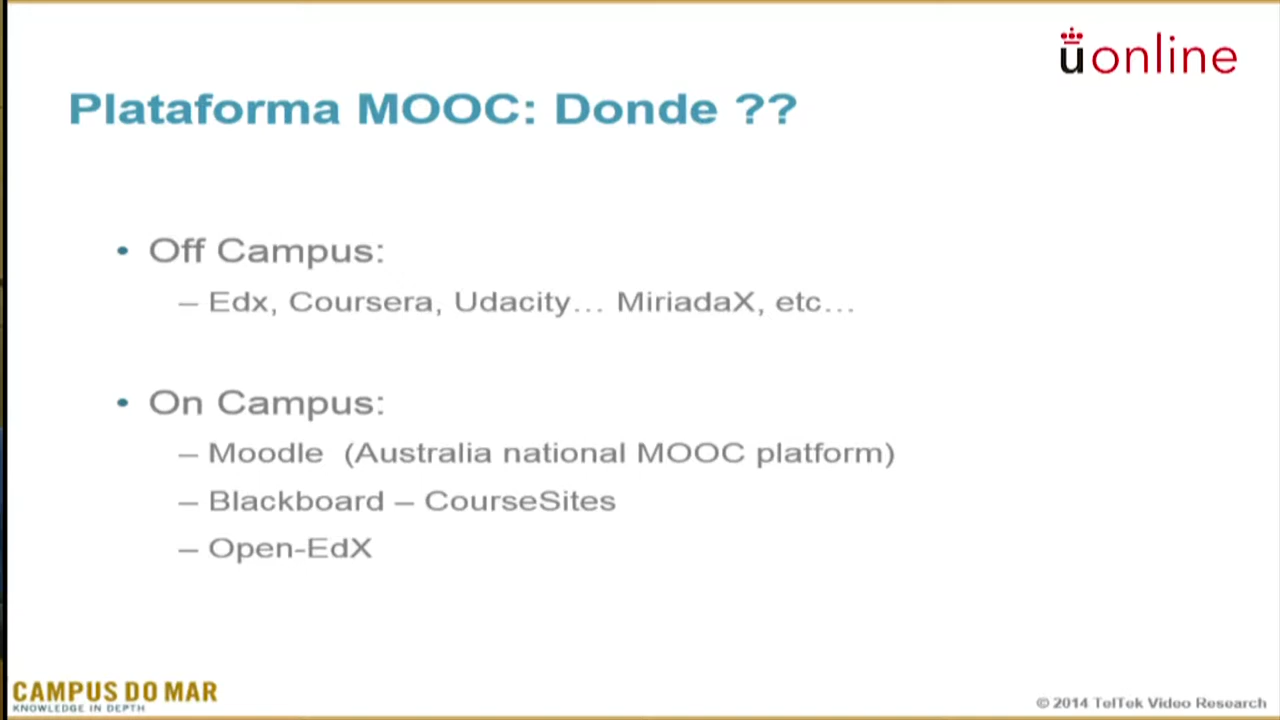 uonline
Plataforma MOOC: Donde ??
• Off Campus:
– Edx, Coursera, Udacity… MiriadaX, etc…
• On Campus:
– Moodle (Australia national MOOC platform)
– Blackboard – CourseSites
– Open-EdX
CAMPUS DO MAR
KNOWLEDGE IN DEPTH
© 2014 TelTek Video Research